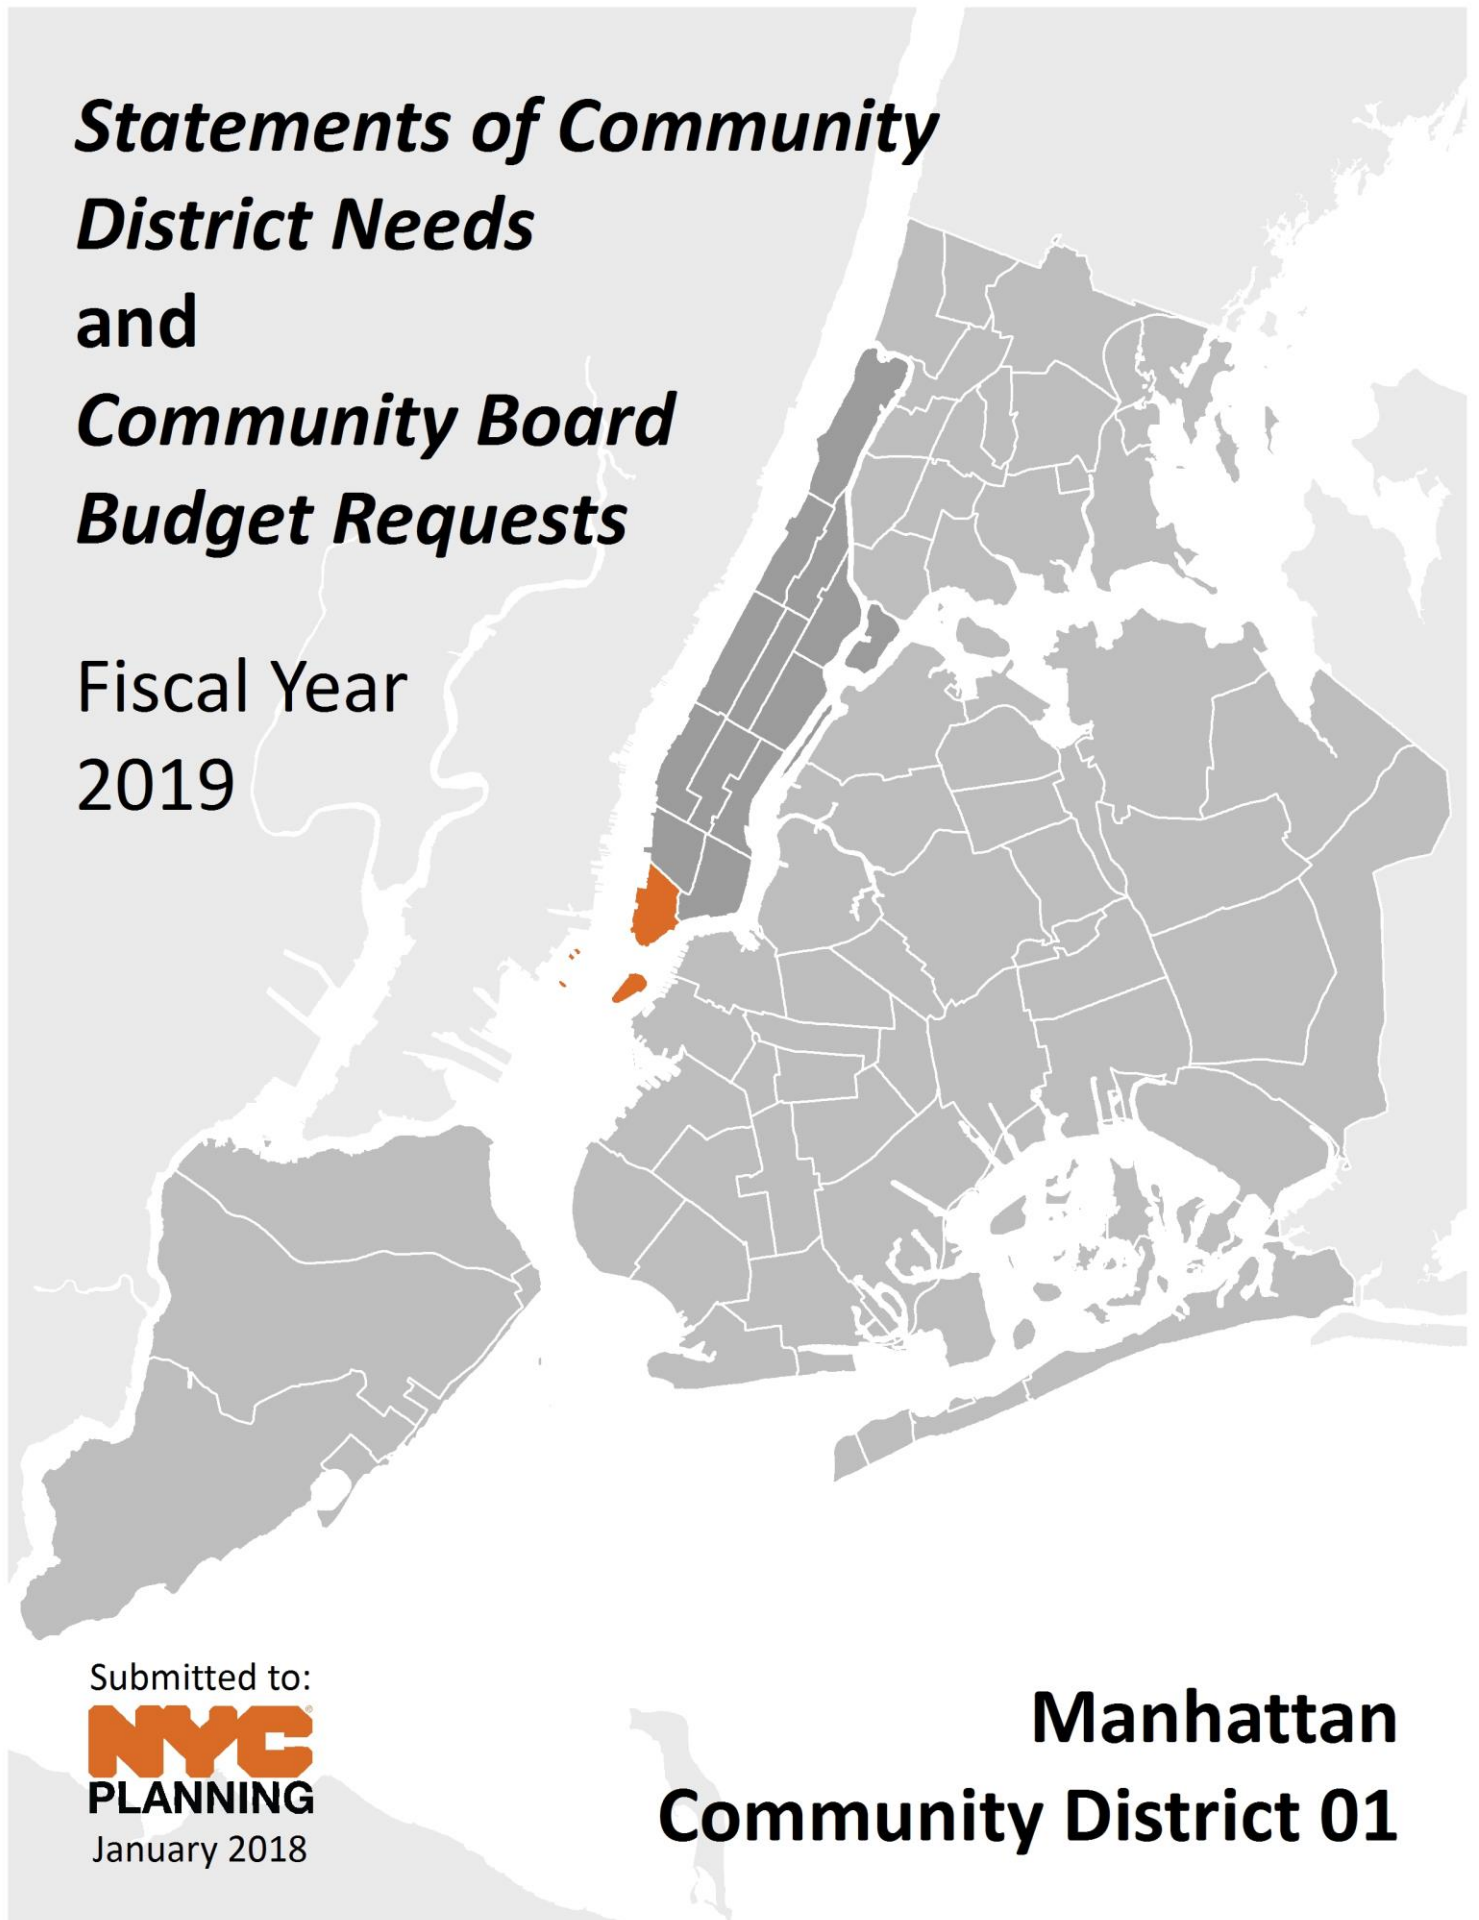 Statements of Community
District Needs
and
Community Board
Budget Requests
Fiscal Year
2019
Submitted to:
NYC
PLANNING
January 2018
Manhattan
Community District 01